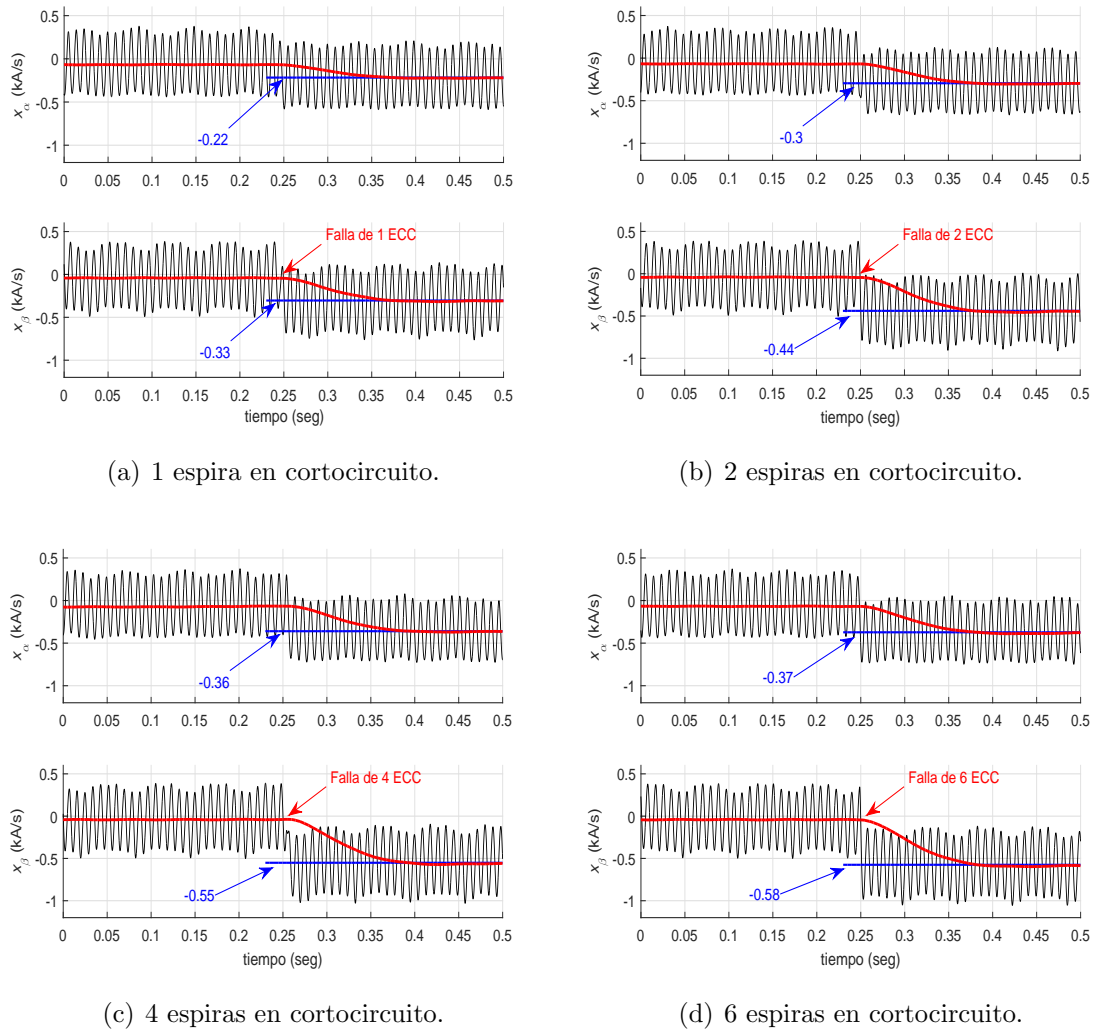 0.5
0
-0.5
-1
x_α (kA/s)
-0.22
0 0.05 0.1 0.15 0.2 0.25 0.3 0.35 0.4 0.45 0.5
0.5
0
-0.5
-1
x_β (kA/s)
Falla de 1 ECC
-0.33
0 0.05 0.1 0.15 0.2 0.25 0.3 0.35 0.4 0.45 0.5
tiempo (seg)
(a) 1 espira en cortocircuito.
0.5
0
-0.5
-1
x_α (kA/s)
-0.3
0 0.05 0.1 0.15 0.2 0.25 0.3 0.35 0.4 0.45 0.5
0.5
0
-0.5
-1
x_β (kA/s)
Falla de 2 ECC
-0.44
0 0.05 0.1 0.15 0.2 0.25 0.3 0.35 0.4 0.45 0.5
tiempo (seg)
(b) 2 espiras en cortocircuito.
0.5
0
-0.5
-1
x_α (kA/s)
-0.36
0 0.05 0.1 0.15 0.2 0.25 0.3 0.35 0.4 0.45 0.5
0.5
0
-0.5
-1
x_β (kA/s)
Falla de 4 ECC
-0.55
0 0.05 0.1 0.15 0.2 0.25 0.3 0.35 0.4 0.45 0.5
tiempo (seg)
(c) 4 espiras en cortocircuito.
0.5
0
-0.5
-1
x_α (kA/s)
-0.37
0 0.05 0.1 0.15 0.2 0.25 0.3 0.35 0.4 0.45 0.5
0.5
0
-0.5
-1
x_β (kA/s)
Falla de 6 ECC
-0.58
0 0.05 0.1 0.15 0.2 0.25 0.3 0.35 0.4 0.45 0.5
tiempo (seg)
(d) 6 espiras en cortocircuito.